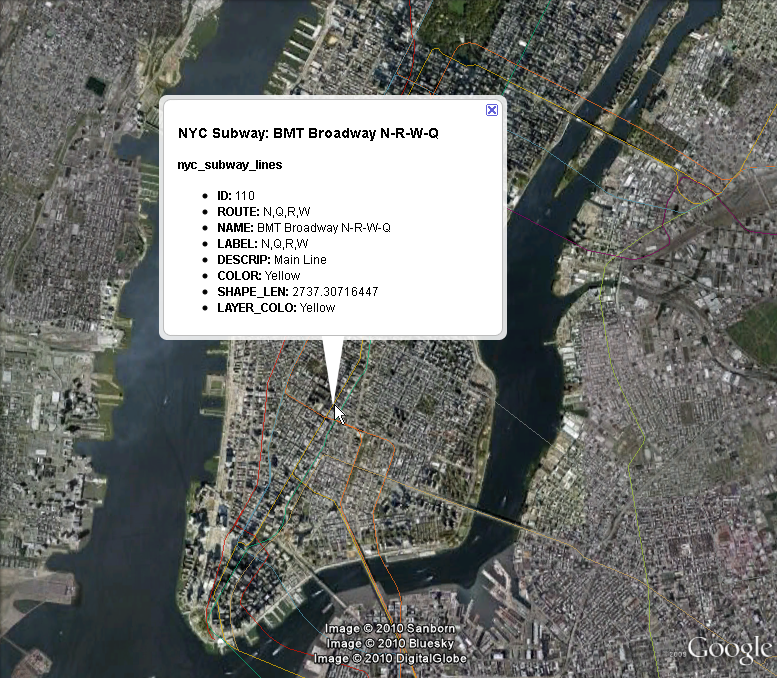 NYC Subway: BMT Broadway N-R-W-Q
nyc_subway_lines
ID: 110
ROUTE: N,Q,R,W
NAME: BMT Broadway N-R-W-Q
LABEL: N,Q,R,W
DESCRIP: Main Line
COLOR: Yellow
SHAPE_LEN: 2737.30716447
LAYER_COLO: Yellow
Image © 2010 Sanborn
Image © 2010 Bluesky
Image © 2010 DigitalGlobe
Google